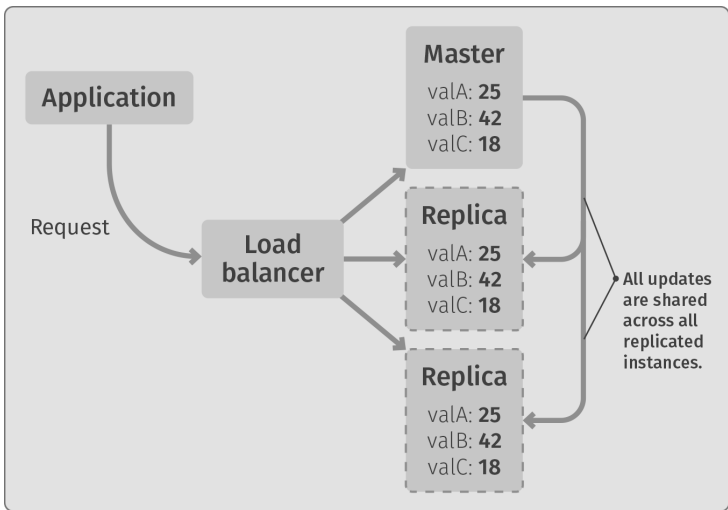 Application
Request
Load
balancer
Master
valA: 25
valB: 42
valC: 18
Replica
valA: 25
valB: 42
valC: 18
Replica
valA: 25
valB: 42
valC: 18
All updates
are shared
across all
replicated
instances.